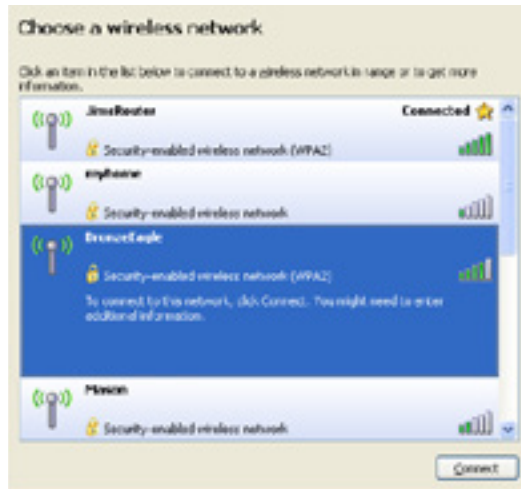 Choose a wireless network
Click an item in the list below to connect to a wireless network in range or to get more
information.
JimsRouter
Connected
Security-enabled wireless network (WPA2)
myhome
Security-enabled wireless network
BronzeEagle
Security-enabled wireless network (WPA2)
To connect to this network, click Connect. You might need to enter
additional information.
Mason
Security-enabled wireless network
Connect